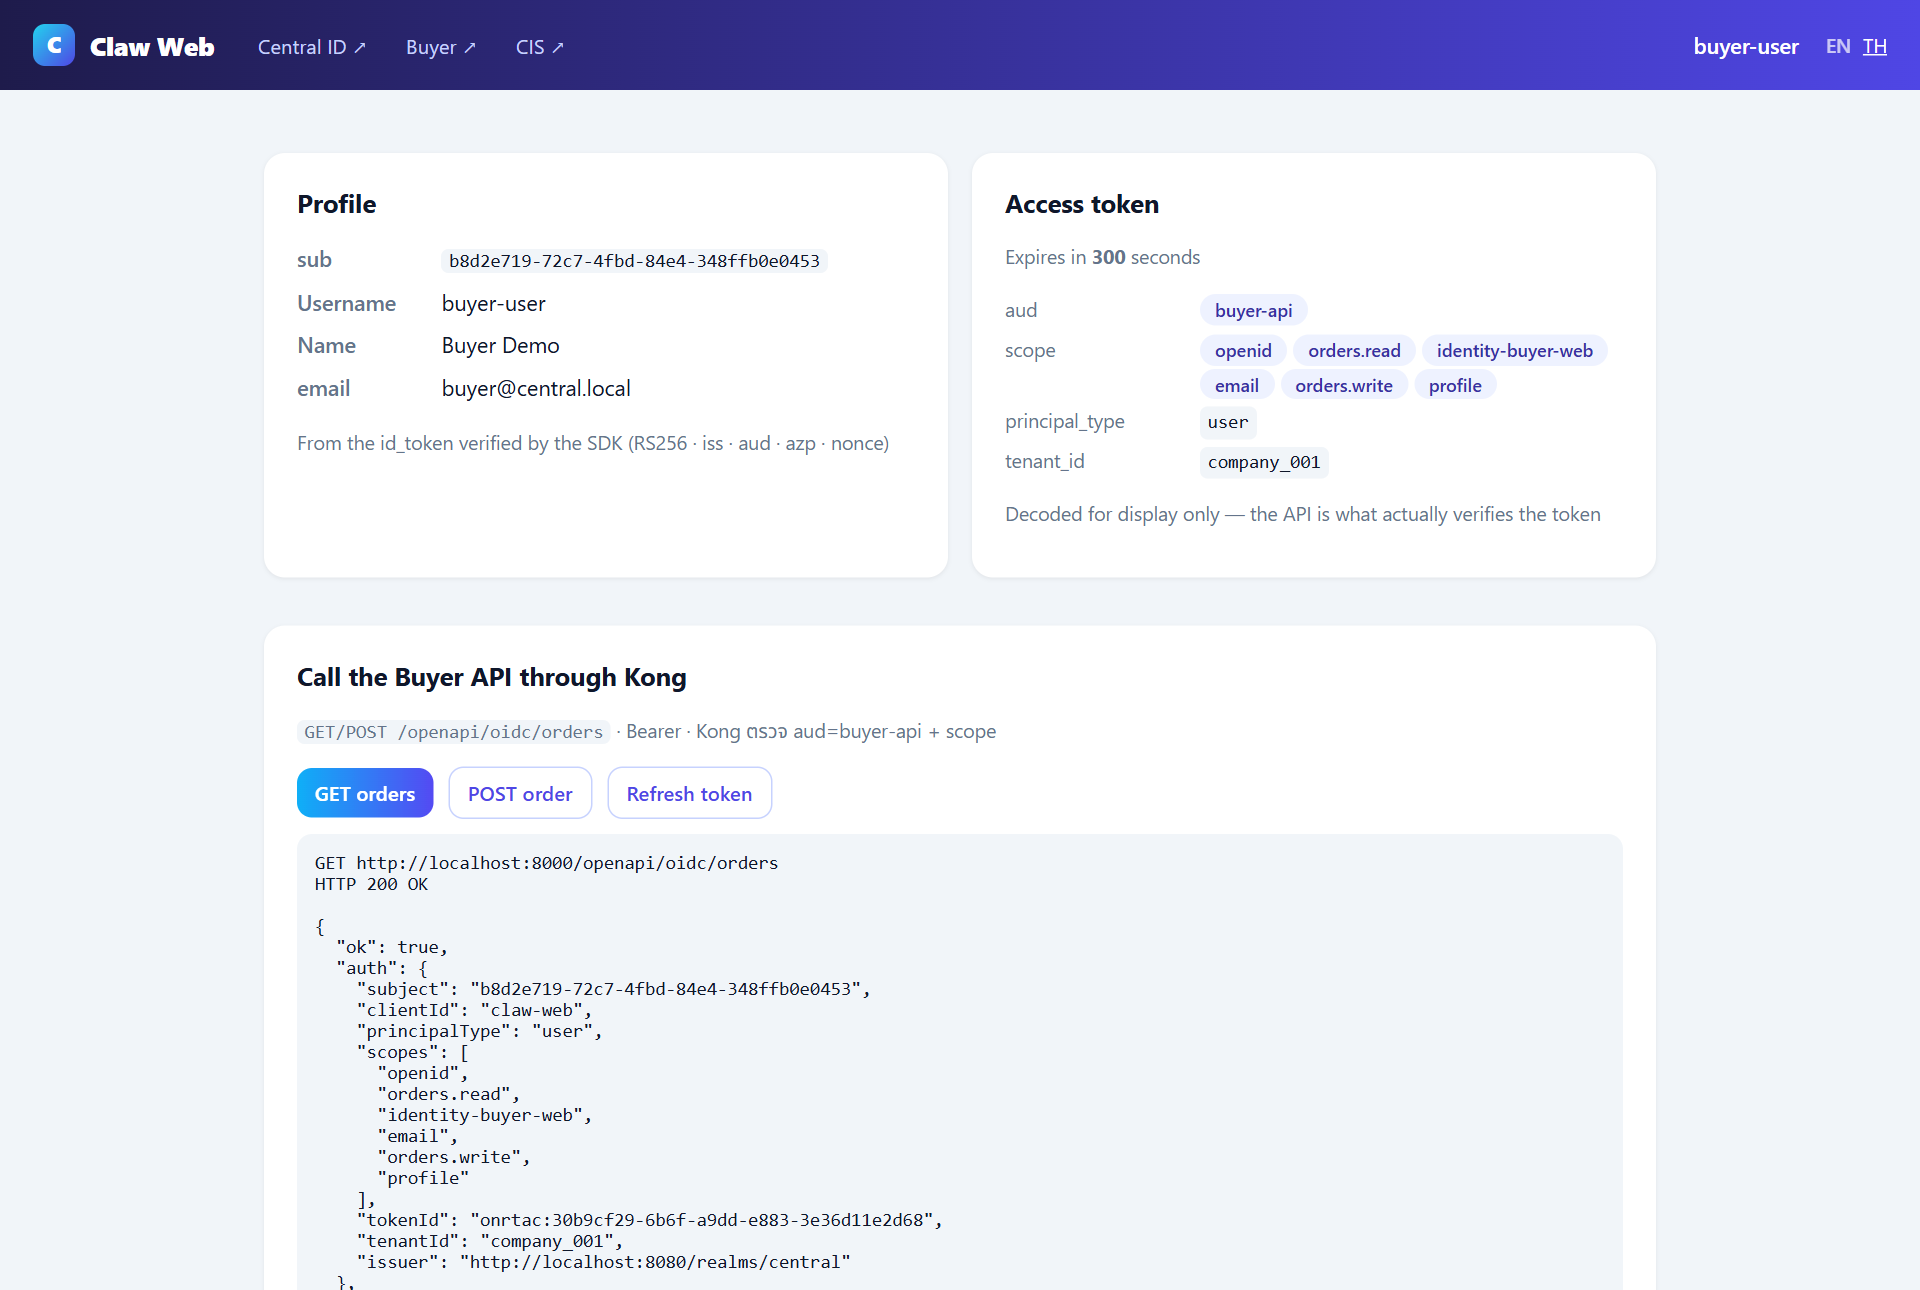 C Claw Web Central ID ↗ Buyer ↗ CIS ↗ buyer-user EN TH
Profile
sub b8d2e719-72c7-4fbd-84e4-348ffb0e0453
Username buyer-user
Name Buyer Demo
email buyer@central.local
From the id_token verified by the SDK (RS256 · iss · aud · azp · nonce)
Access token
Expires in 300 seconds
aud buyer-api
scope openid orders.read identity-buyer-web
email orders.write profile
principal_type user
tenant_id company_001
Decoded for display only — the API is what actually verifies the token
Call the Buyer API through Kong
GET/POST /openapi/oidc/orders · Bearer · Kong ตรวจ aud=buyer-api + scope
GET orders POST order Refresh token
GET http://localhost:8000/openapi/oidc/orders
HTTP 200 OK
{
"ok": true,
"auth": {
"subject": "b8d2e719-72c7-4fbd-84e4-348ffb0e0453",
"clientId": "claw-web",
"principalType": "user",
"scopes": [
"openid",
"orders.read",
"identity-buyer-web",
"email",
"orders.write",
"profile"
],
"tokenId": "onrtac:30b9cf29-6b6f-a9dd-e883-3e36d11e2d68",
"tenantId": "company_001",
"issuer": "http://localhost:8080/realms/central"
},